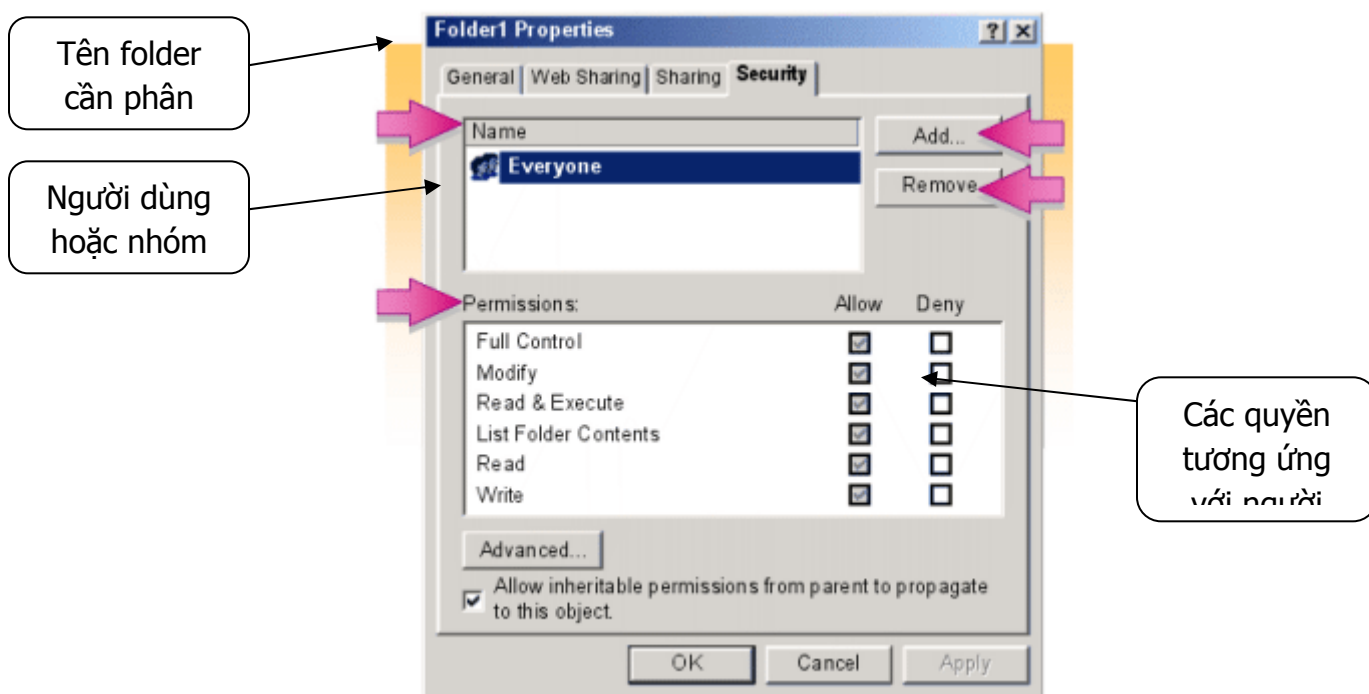 Tên folder
cần phân
Người dùng
hoặc nhóm
Folder1 Properties
General Web Sharing Sharing Security
Name
Add...
Everyone
Remove
Permissions: Allow Deny
Full Control
Modify
Read & Execute
List Folder Contents
Read
Write
Các quyền
tương ứng
với người
Advanced...
Allow inheritable permissions from parent to propagate
to this object.
OK Cancel Apply